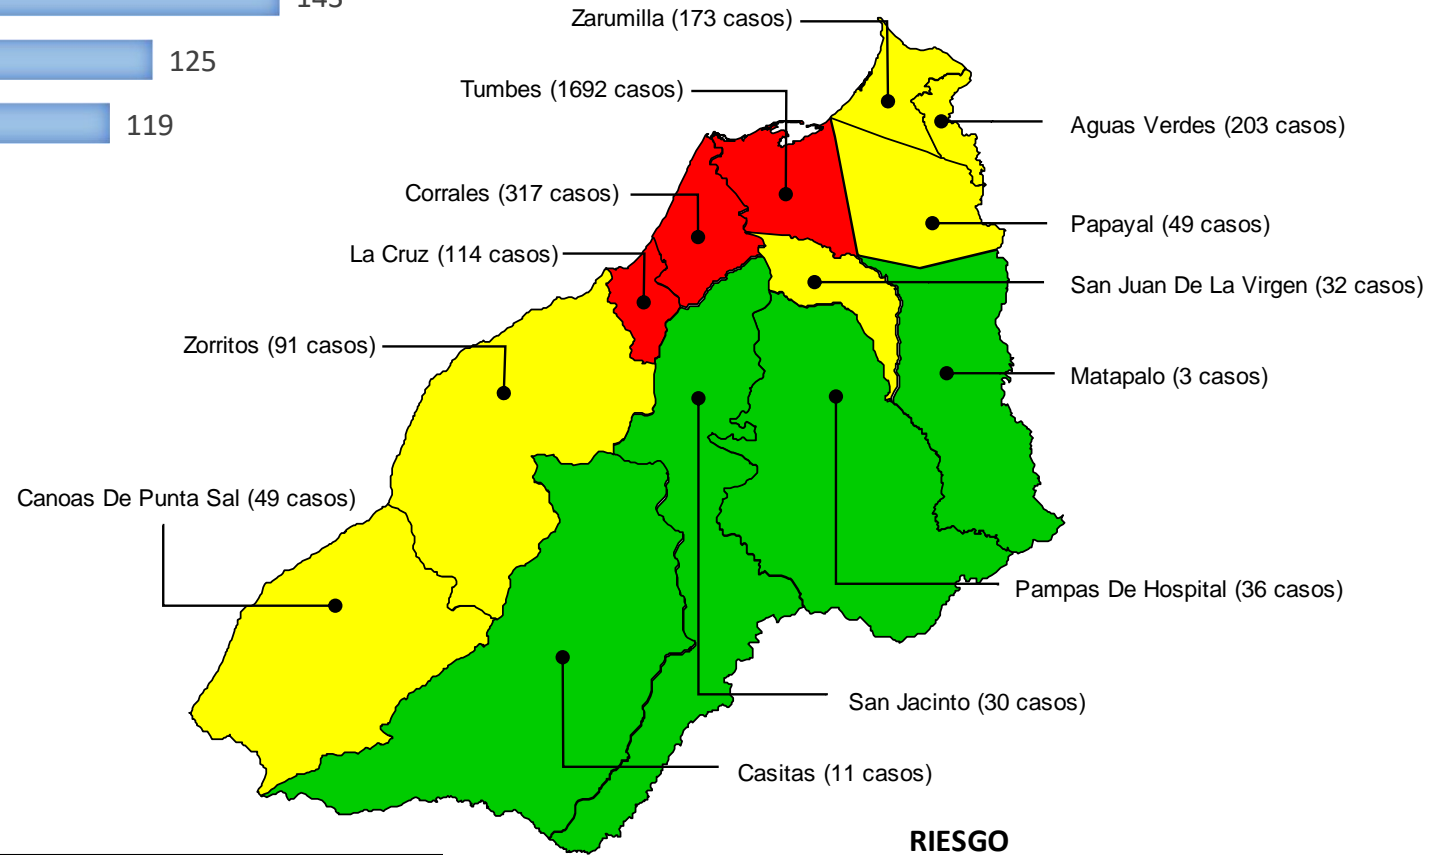 125
119
Zarumilla (173 casos)
Tumbes (1692 casos)
Aguas Verdes (203 casos)
Corrales (317 casos)
Papayal (49 casos)
La Cruz (114 casos)
San Juan De La Virgen (32 casos)
Zorritos (91 casos)
Matapalo (3 casos)
Canoas De Punta Sal (49 casos)
Pampas De Hospital (36 casos)
San Jacinto (30 casos)
Casitas (11 casos)
RIESGO